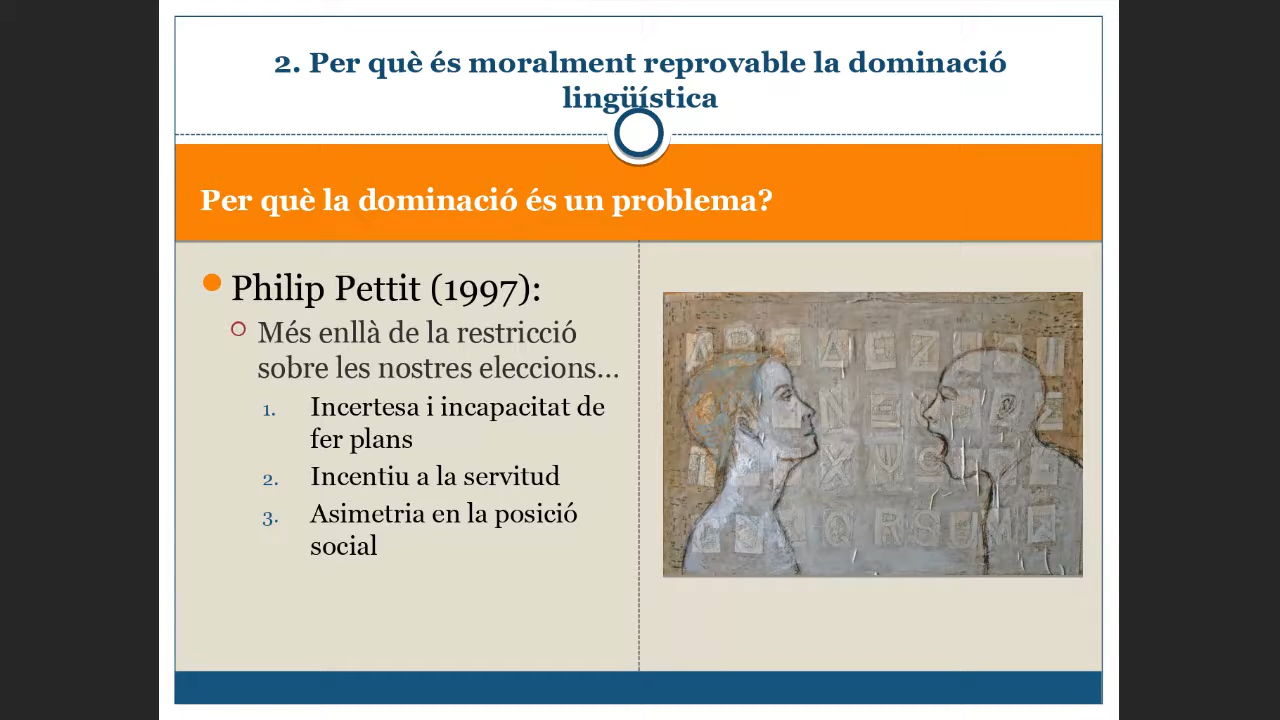 2. Per què és moralment reprovable la dominació
lingüística
Per què la dominació és un problema?
Philip Pettit (1997):
Més enllà de la restricció
sobre les nostres eleccions…
1. Incertesa i incapacitat de
fer plans
2. Incentiu a la servitud
3. Asimetria en la posició
social